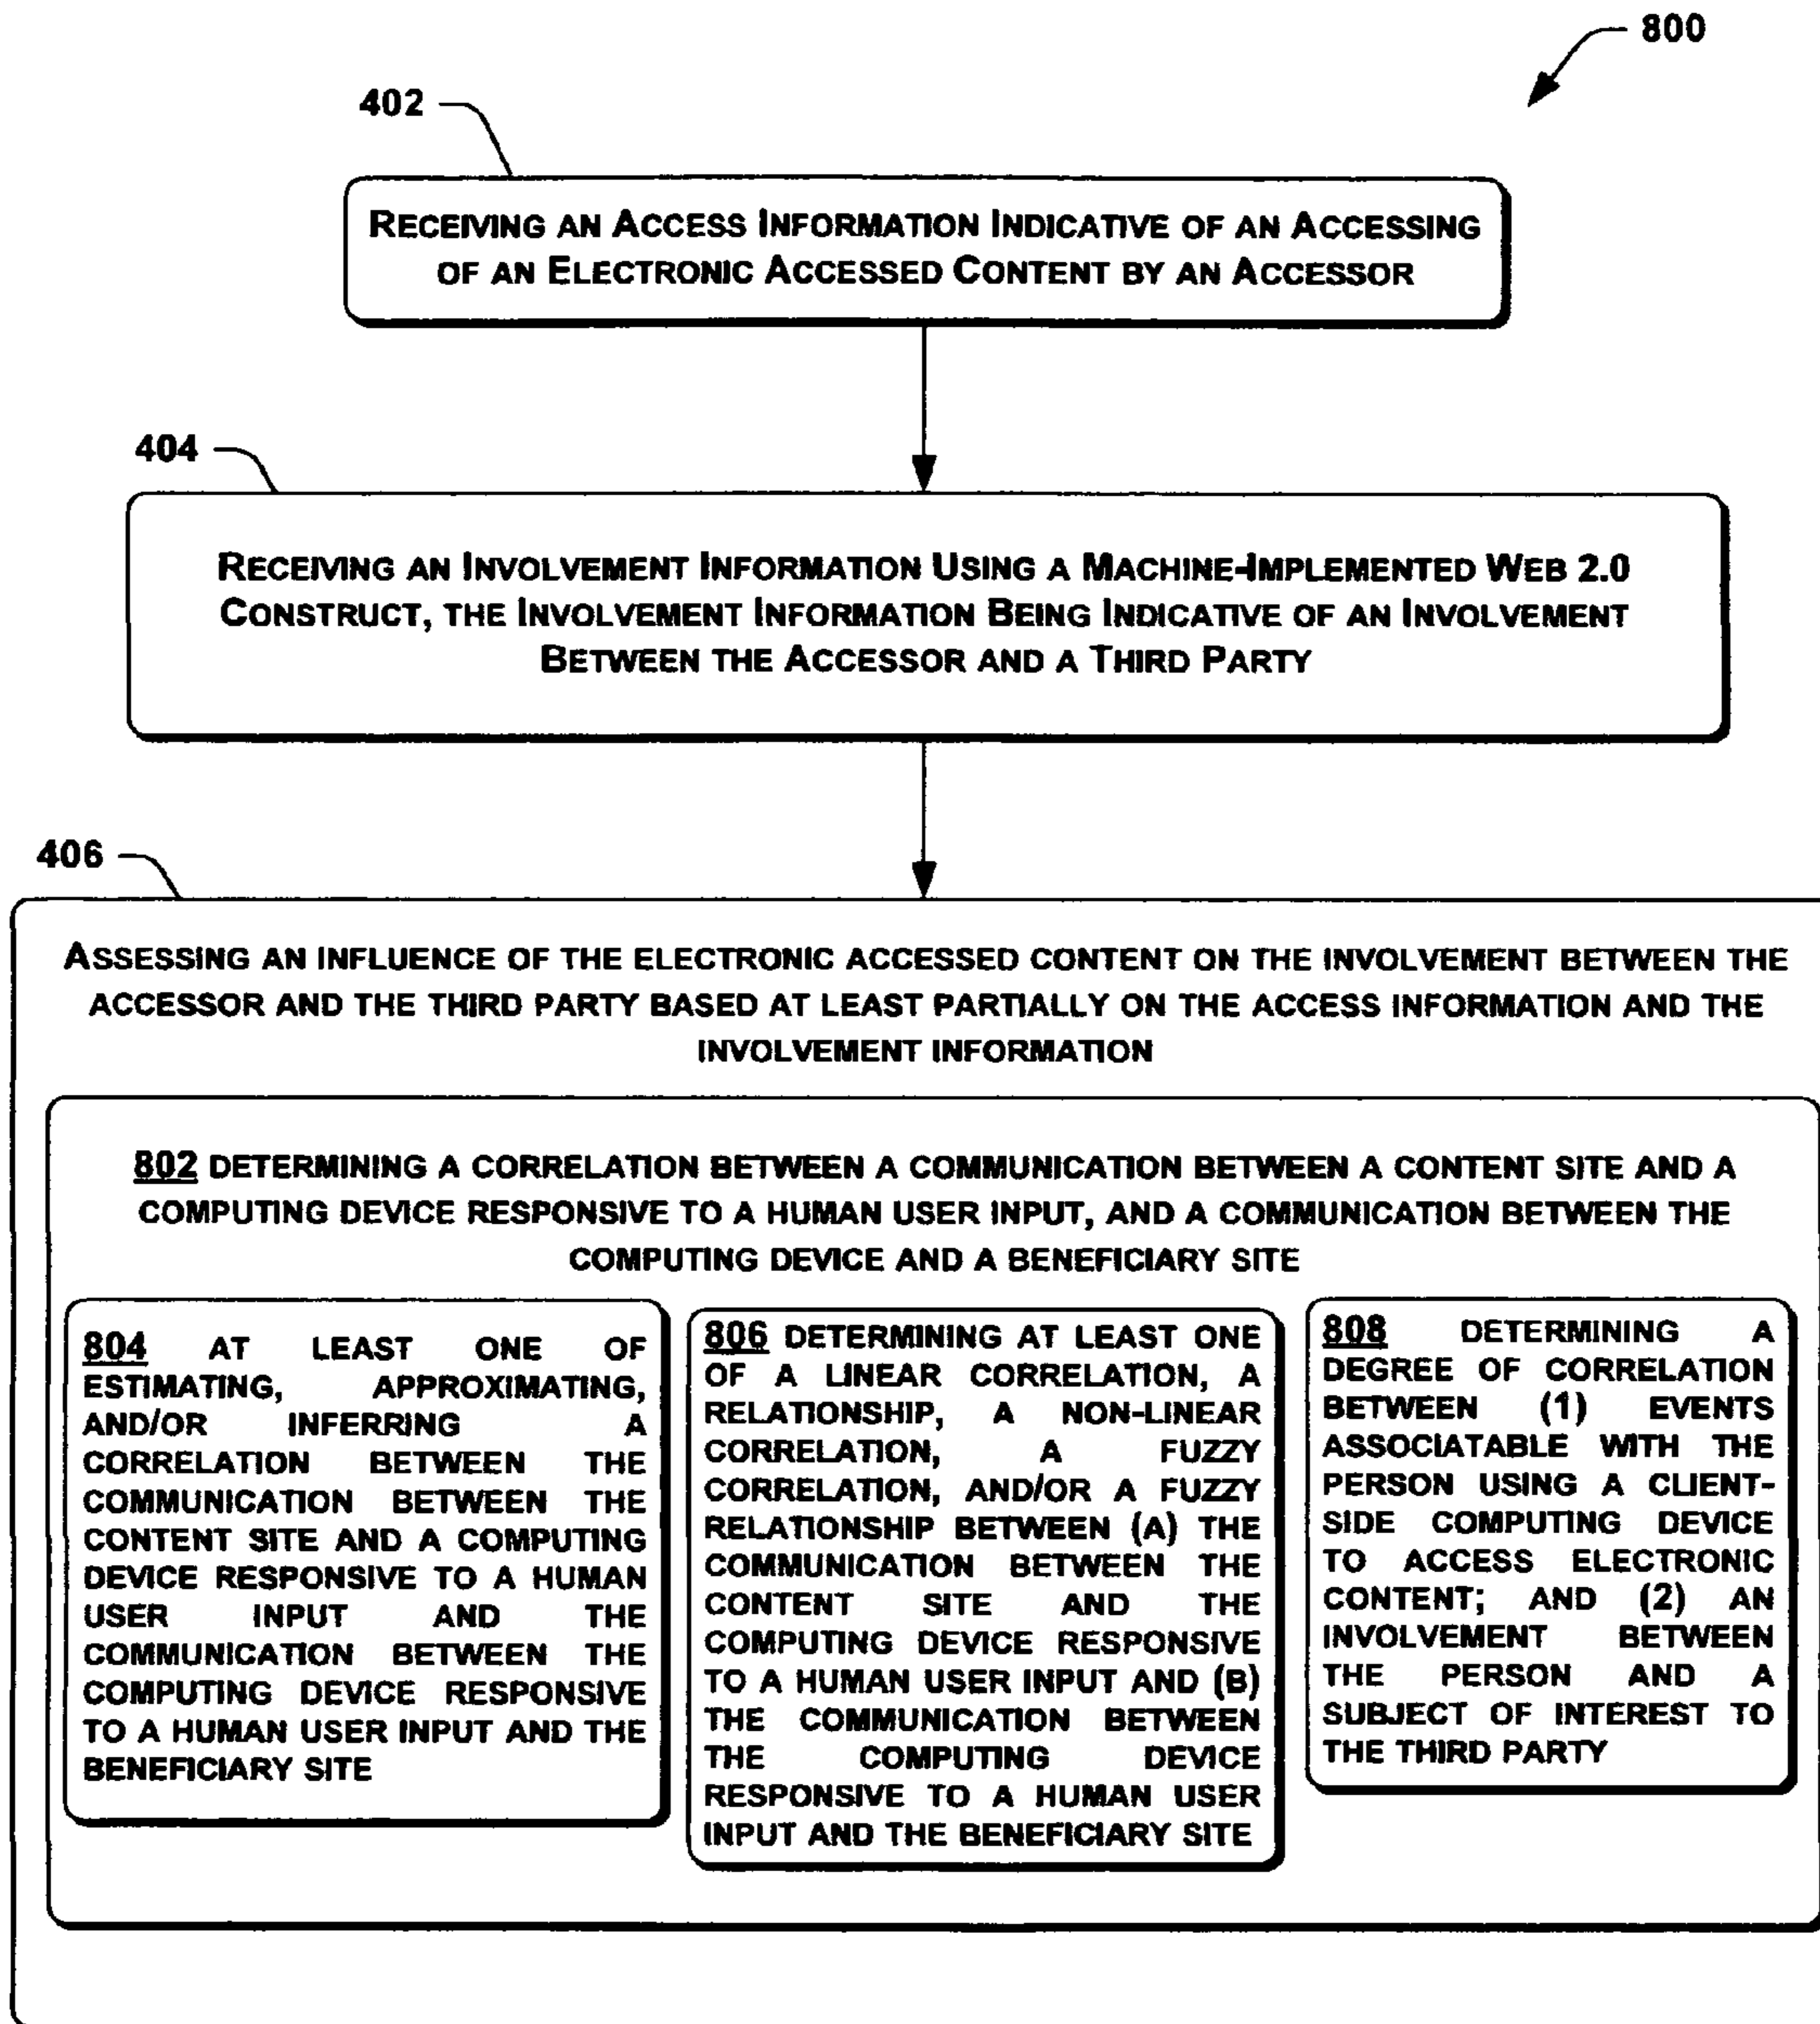 800
402
RECEIVING AN ACCESS INFORMATION INDICATIVE OF AN ACCESSING
OF AN ELECTRONIC ACCESSED CONTENT BY AN ACCESSOR
404
RECEIVING AN INVOLVEMENT INFORMATION USING A MACHINE-IMPLEMENTED WEB 2.0
CONSTRUCT, THE INVOLVEMENT INFORMATION BEING INDICATIVE OF AN INVOLVEMENT
BETWEEN THE ACCESSOR AND A THIRD PARTY
406
ASSESSING AN INFLUENCE OF THE ELECTRONIC ACCESSED CONTENT ON THE INVOLVEMENT BETWEEN THE
ACCESSOR AND THE THIRD PARTY BASED AT LEAST PARTIALLY ON THE ACCESS INFORMATION AND THE
INVOLVEMENT INFORMATION
802 DETERMINING A CORRELATION BETWEEN A COMMUNICATION BETWEEN A CONTENT SITE AND A
COMPUTING DEVICE RESPONSIVE TO A HUMAN USER INPUT, AND A COMMUNICATION BETWEEN THE
COMPUTING DEVICE AND A BENEFICIARY SITE
804 AT LEAST ONE OF
ESTIMATING, APPROXIMATING,
AND/OR INFERRING A
CORRELATION BETWEEN THE
COMMUNICATION BETWEEN THE
CONTENT SITE AND A COMPUTING
DEVICE RESPONSIVE TO A HUMAN
USER INPUT AND THE
COMMUNICATION BETWEEN THE
COMPUTING DEVICE RESPONSIVE
TO A HUMAN USER INPUT AND THE
BENEFICIARY SITE
806 DETERMINING AT LEAST ONE
OF A LINEAR CORRELATION, A
RELATIONSHIP, A NON-LINEAR
CORRELATION, A FUZZY
CORRELATION, AND/OR A FUZZY
RELATIONSHIP BETWEEN (A) THE
COMMUNICATION BETWEEN THE
CONTENT SITE AND THE
COMPUTING DEVICE RESPONSIVE
TO A HUMAN USER INPUT AND (B)
THE COMMUNICATION BETWEEN
THE COMPUTING DEVICE
RESPONSIVE TO A HUMAN USER
INPUT AND THE BENEFICIARY SITE
808 DETERMINING A
DEGREE OF CORRELATION
BETWEEN (1) EVENTS
ASSOCIATABLE WITH THE
PERSON USING A CLIENT-
SIDE COMPUTING DEVICE
TO ACCESS ELECTRONIC
CONTENT; AND (2) AN
INVOLVEMENT BETWEEN
THE PERSON AND A
SUBJECT OF INTEREST TO
THE THIRD PARTY